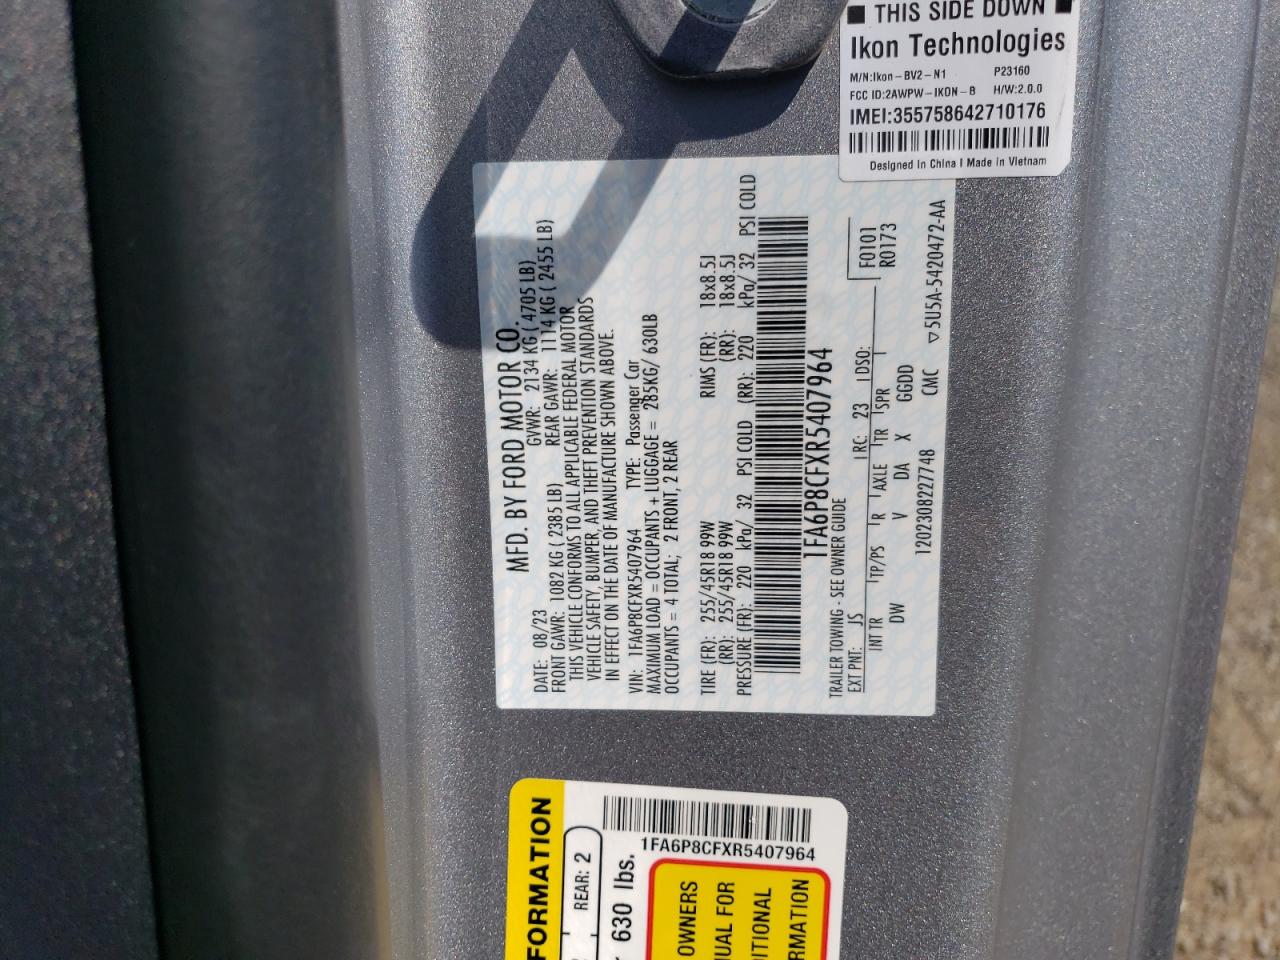 THIS SIDE DOWN
Ikon Technologies
M/N:Ikon-BV2-N1 P23160
FCC ID:2AWPW-IKON-B H/W:2.0.0
IMEI:355758642710176
Designed in China | Made in Vietnam
MFD. BY FORD MOTOR CO.
DATE: 08/23 GVWR: 2134 KG ( 4705 LB)
FRONT GAWR: 1082 KG ( 2385 LB) REAR GAWR: 1114 KG ( 2455 LB)
THIS VEHICLE CONFORMS TO ALL APPLICABLE FEDERAL MOTOR
VEHICLE SAFETY, BUMPER, AND THEFT PREVENTION STANDARDS
IN EFFECT ON THE DATE OF MANUFACTURE SHOWN ABOVE.
VIN: 1FA6P8CFXR5407964 TYPE: Passenger Car
MAXIMUM LOAD = OCCUPANTS + LUGGAGE = 285KG/ 630LB
OCCUPANTS = 4 TOTAL; 2 FRONT, 2 REAR
TIRE (FR): 255/45R18 99W RIMS (FR): 18x8.5J
(RR): 255/45R18 99W (RR): 18x8.5J
PRESSURE (FR): 220 kPa/ 32 PSI COLD (RR): 220 kPa/ 32 PSI COLD
1FA6P8CFXR5407964
TRAILER TOWING - SEE OWNER GUIDE F0101
EXT PNT: JS RC: 23 DSO: R0173
INT TR TP/PS R AXLE TR SPR
DW V DA X GGDD
1202308227748 CMC ▽5U5A-5420472-AA
FORMATION
REAR: 2
630 lbs.
1FA6P8CFXR5407964
OWNERS
UAL FOR
ITIONAL
RMATION